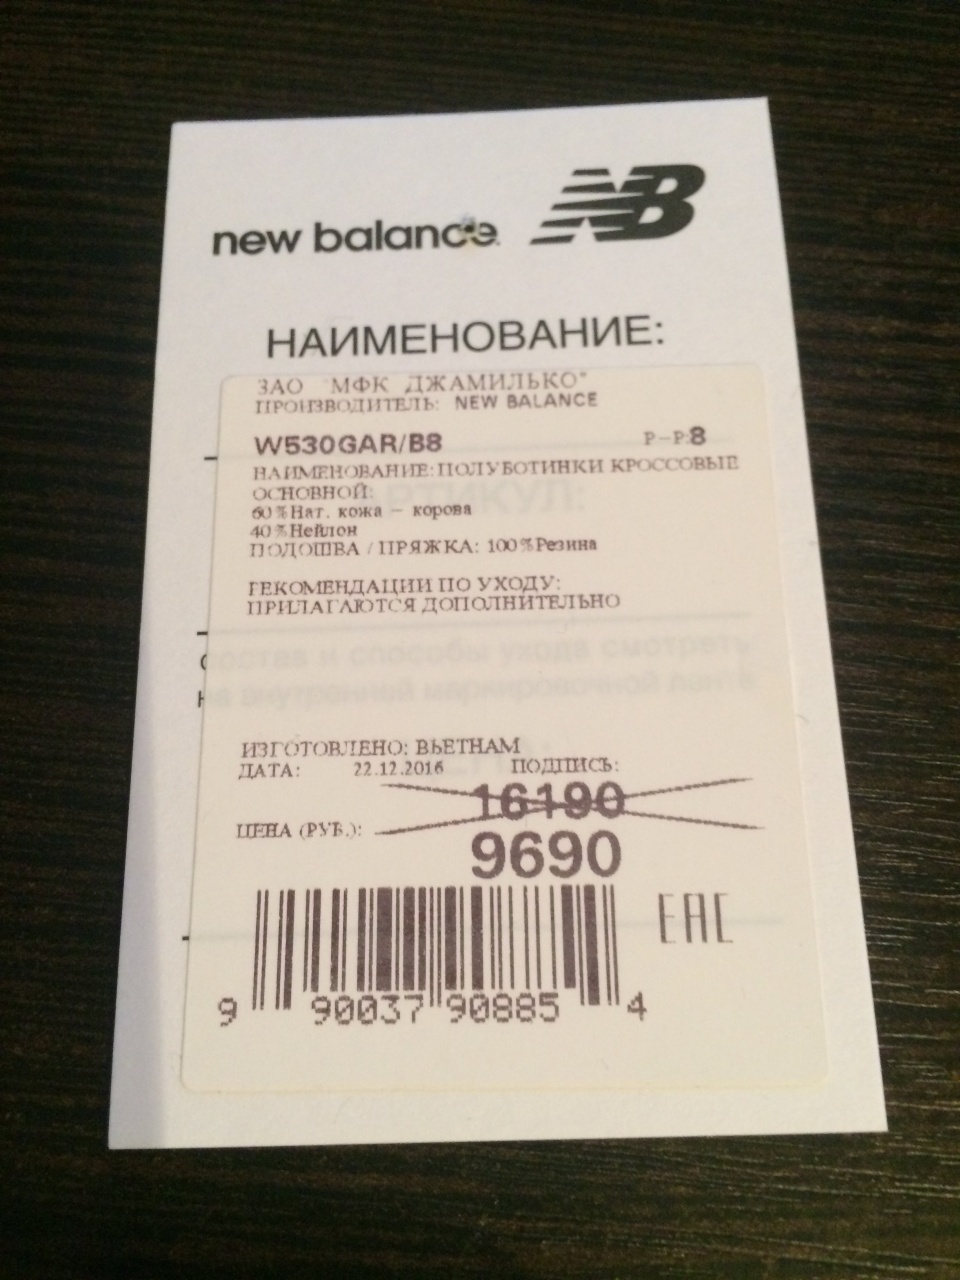 new balance NB
НАИМЕНОВАНИЕ:
ЗАО "МФК ДЖАМИЛЬКО"
ПРОИЗВОДИТЕЛЬ: NEW BALANCE
W530GAR/B8 Р-Р:8
НАИМЕНОВАНИЕ:ПОЛУБОТИНКИ КРОССОВЫЕ
ОСНОВНОЙ:
60%Нат. кожа - корова
40%Нейлон
ПОДОШВА / ПРЯЖКА: 100%Резина
РЕКОМЕНДАЦИИ ПО УХОДУ:
ПРИЛАГАЮТСЯ ДОПОЛНИТЕЛЬНО
состав и способы ухода смотреть
на внутренней маркировочной ленте
ИЗГОТОВЛЕНО: ВЬЕТНАМ
ДАТА: 22.12.2016 ПОДПИСЬ:
16190
ЦЕНА (РУБ.):
9690
EAC
9 90037 90885 4